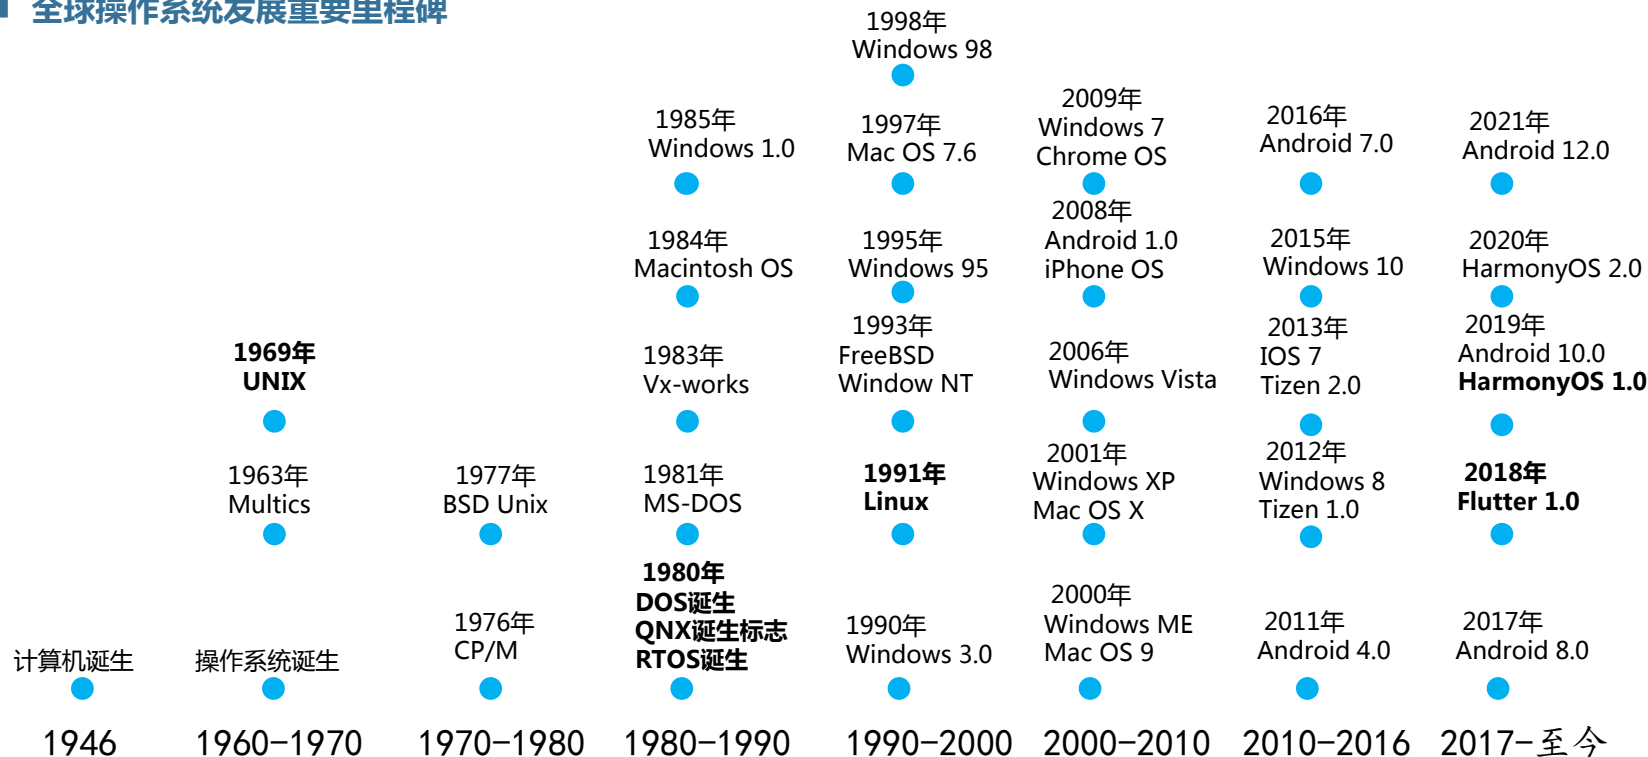 全球操作系统发展重要里程碑
计算机诞生
1946
1969年
UNIX
1963年
Multics
操作系统诞生
1960-1970
1977年
BSD Unix
1976年
CP/M
1970-1980
1985年
Windows 1.0
1984年
Macintosh OS
1983年
Vx-works
1981年
MS-DOS
1980年
DOS诞生
QNX诞生标志
RTOS诞生
1980-1990
1998年
Windows 98
1997年
Mac OS 7.6
1995年
Windows 95
1993年
FreeBSD
Window NT
1991年
Linux
1990年
Windows 3.0
1990-2000
2009年
Windows 7
Chrome OS
2008年
Android 1.0
iPhone OS
2006年
Windows Vista
2001年
Windows XP
Mac OS X
2000年
Windows ME
Mac OS 9
2000-2010
2016年
Android 7.0
2015年
Windows 10
2013年
IOS 7
Tizen 2.0
2012年
Windows 8
Tizen 1.0
2011年
Android 4.0
2010-2016
2021年
Android 12.0
2020年
HarmonyOS 2.0
2019年
Android 10.0
HarmonyOS 1.0
2018年
Flutter 1.0
2017年
Android 8.0
2017-至今